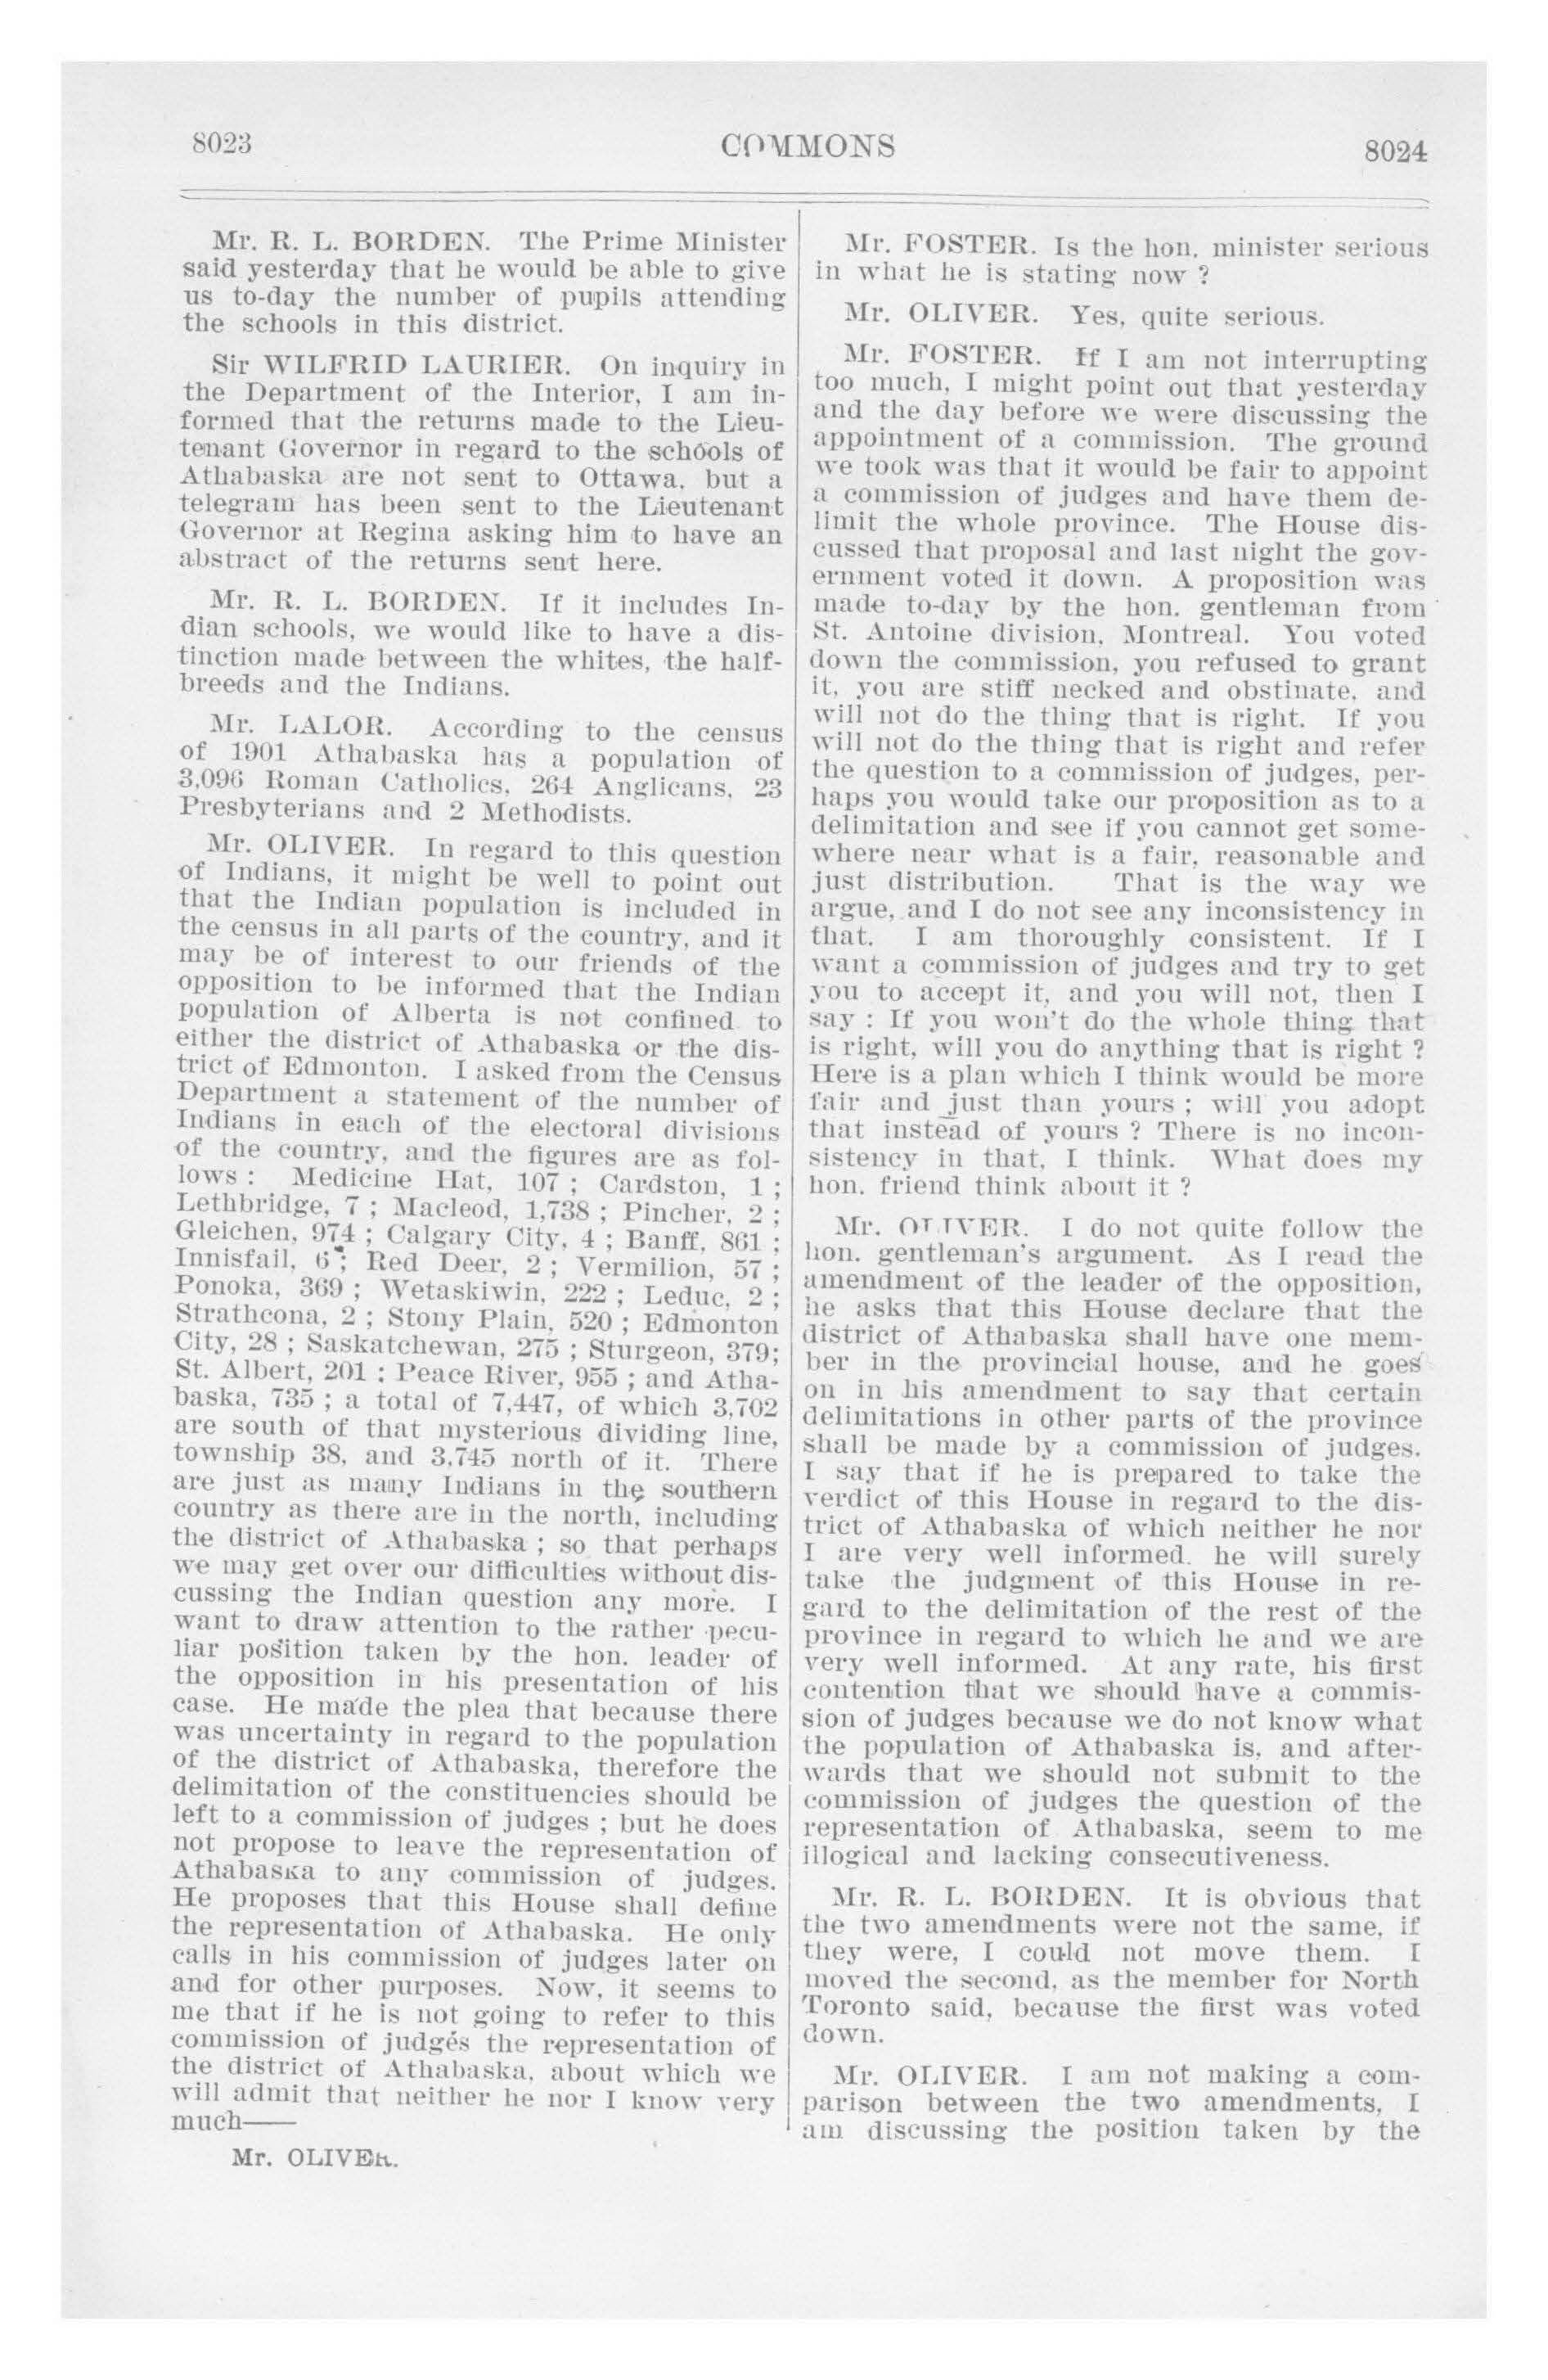 8023
COMMONS
8024
Mr. R. L. BORDEN. The Prime Minister
said yesterday that he would be able to give
us to-day the number of pupils attending
the schools in this district.
Sir WILFRID LAURIER. On inquiry in
the Department of the Interior, I am in-
formed that the returns made to the Lieu-
tenant Governor in regard to the schools of
Athabaska are not sent to Ottawa, but a
telegram has been sent to the Lieutenant
Governor at Regina asking him to have an
abstract of the returns sent here.
Mr. R. L. BORDEN. If it includes In-
dian schools, we would like to have a dis-
tinction made between the whites, the half-
breeds and the Indians.
Mr. LALOR. According to the census
of 1901 Athabaska has a population of
3,096 Roman Catholics, 264 Anglicans, 23
Presbyterians and 2 Methodists.
Mr. OLIVER. In regard to this question
of Indians, it might be well to point out
that the Indian population is included in
the census in all parts of the country, and it
may be of interest to our friends of the
opposition to be informed that the Indian
population of Alberta is not confined to
either the district of Athabaska or the dis-
trict of Edmonton. I asked from the Census
Department a statement of the number of
Indians in each of the electoral divisions
of the country, and the figures are as fol-
lows : Medicine Hat, 107 ; Cardston, 1 ;
Lethbridge, 7 ; Macleod, 1,738 ; Pincher, 2 ;
Gleichen, 974 ; Calgary City, 4 ; Banff, 861 ;
Innisfail, 6 ; Red Deer, 2 ; Vermilion, 57 ;
Ponoka, 369 ; Wetaskiwin, 222 ; Leduc, 2 ;
Strathcona, 2 ; Stony Plain, 520 ; Edmonton
City, 28 ; Saskatchewan, 275 ; Sturgeon, 379;
St. Albert, 201 ; Peace River, 955 ; and Atha-
baska, 735 ; a total of 7,447, of which 3,702
are south of that mysterious dividing line,
township 38, and 3,745 north of it. There
are just as many Indians in the southern
country as there are in the north, including
the district of Athabaska ; so that perhaps
we may get over our difficulties without dis-
cussing the Indian question any more. I
want to draw attention to the rather pecu-
liar position taken by the hon. leader of
the opposition in his presentation of his
case. He made the plea that because there
was uncertainty in regard to the population
of the district of Athabaska, therefore the
delimitation of the constituencies should be
left to a commission of judges ; but he does
not propose to leave the representation of
Athabaska to any commission of judges.
He proposes that this House shall define
the representation of Athabaska. He only
calls in his commission of judges later on
and for other purposes. Now, it seems to
me that if he is not going to refer to this
commission of judges the representation of
the district of Athabaska, about which we
will admit that neither he nor I know very
much——
Mr. OLIVER.
Mr. FOSTER. Is the hon. minister serious
in what he is stating now ?
Mr. OLIVER. Yes, quite serious.
Mr. FOSTER. If I am not interrupting
too much, I might point out that yesterday
and the day before we were discussing the
appointment of a commission. The ground
we took was that it would be fair to appoint
a commission of judges and have them de-
limit the whole province. The House dis-
cussed that proposal and last night the gov-
ernment voted it down. A proposition was
made to-day by the hon. gentleman from
St. Antoine division, Montreal. You voted
down the commission, you refused to grant
it, you are stiff necked and obstinate, and
will not do the thing that is right. If you
will not do the thing that is right and refer
the question to a commission of judges, per-
haps you would take our proposition as to a
delimitation and see if you cannot get some-
where near what is a fair, reasonable and
just distribution. That is the way we
argue, and I do not see any inconsistency in
that. I am thoroughly consistent. If I
want a commission of judges and try to get
you to accept it, and you will not, then I
say : If you won't do the whole thing that
is right, will you do anything that is right ?
Here is a plan which I think would be more
fair and just than yours ; will you adopt
that instead of yours ? There is no incon-
sistency in that, I think. What does my
hon. friend think about it ?
Mr. OLIVER. I do not quite follow the
hon. gentleman's argument. As I read the
amendment of the leader of the opposition,
he asks that this House declare that the
district of Athabaska shall have one mem-
ber in the provincial house, and he goes
on in his amendment to say that certain
delimitations in other parts of the province
shall be made by a commission of judges.
I say that if he is prepared to take the
verdict of this House in regard to the dis-
trict of Athabaska of which neither he nor
I are very well informed, he will surely
take the judgment of this House in re-
gard to the delimitation of the rest of the
province in regard to which he and we are
very well informed. At any rate, his first
contention that we should have a commis-
sion of judges because we do not know what
the population of Athabaska is, and after-
wards that we should not submit to the
commission of judges the question of the
representation of Athabaska, seem to me
illogical and lacking consecutiveness.
Mr. R. L. BORDEN. It is obvious that
the two amendments were not the same, if
they were, I could not move them. I
moved the second, as the member for North
Toronto said, because the first was voted
down.
Mr. OLIVER. I am not making a com-
parison between the two amendments, I
am discussing the position taken by the